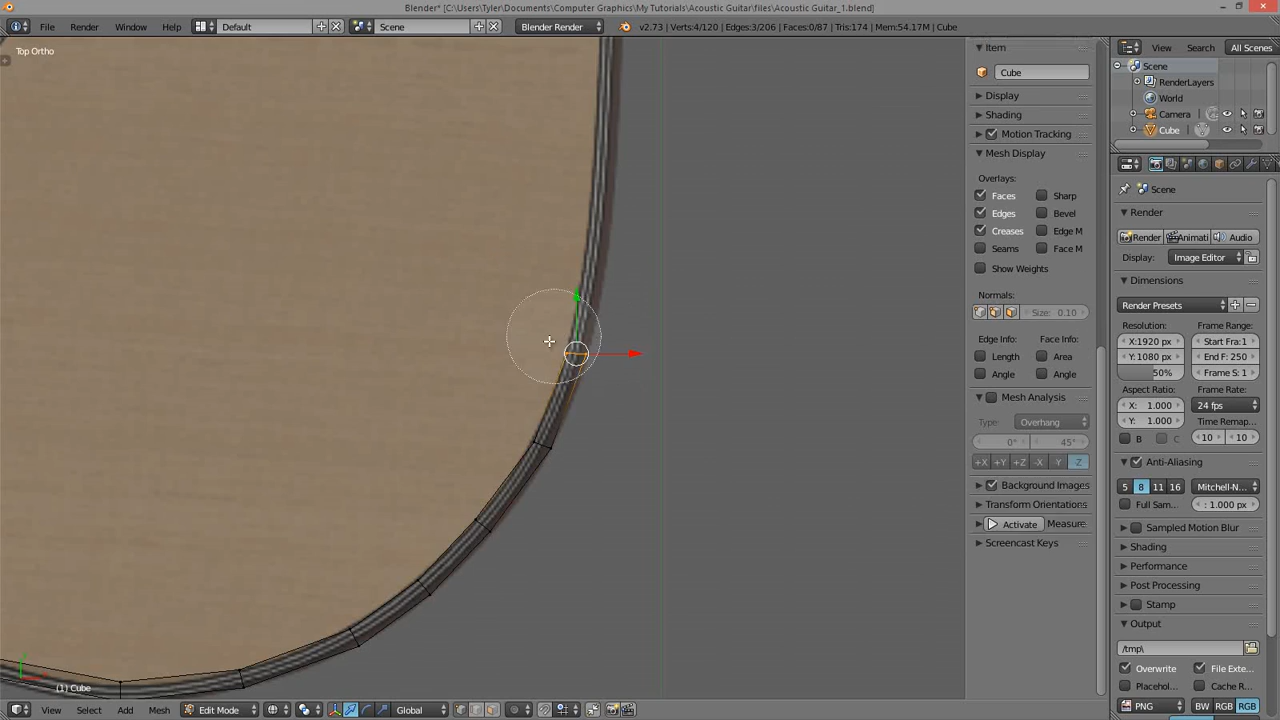 Blender* [C:\Users\Tyler\Documents\Computer Graphics\My Tutorials\Acoustic Guitar\files\Acoustic Guitar_1.blend]
File Render Window Help Default Scene Blender Render v2.73 | Verts:4/120 | Edges:3/206 | Faces:0/87 | Tris:174 | Mem:54.17M | Cube
Top Ortho
(1) Cube
View Select Add Mesh Edit Mode Global
Item
Cube
Display
Shading
Motion Tracking
Mesh Display
Overlays:
Faces Sharp
Edges Bevel
Creases Edge M
Seams Face M
Show Weights
Normals:
Size: 0.10
Edge Info: Face Info:
Length Area
Angle Angle
Mesh Analysis
Type: Overhang
0° 45°
+X +Y +Z -X -Y -Z
Background Images
Transform Orientations
Activate Measure
Screencast Keys
View Search All Scenes
Scene
RenderLayers
World
Camera
Cube
Scene
Render
Render Animati Audio
Display: Image Editor
Dimensions
Render Presets
Resolution: Frame Range:
X:1920 px Start Fra:1
Y:1080 px End F: 250
50% Frame S: 1
Aspect Ratio: Frame Rate:
X: 1.000 24 fps
Y: 1.000 Time Remap...
B C 10 10
Anti-Aliasing
5 8 11 16 Mitchell-N...
Full Sam... : 1.000 px
Sampled Motion Blur
Shading
Performance
Post Processing
Stamp
Output
/tmp\
Overwrite File Exte...
Placehol... Cache R...
PNG BW RGB RGB